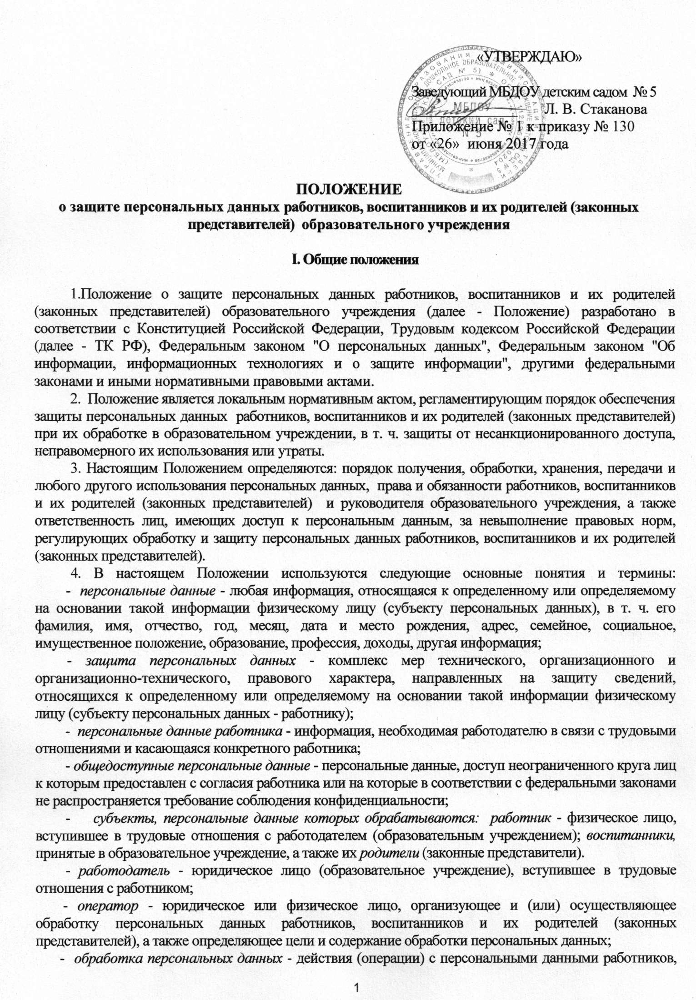 «УТВЕРЖДАЮ»
Заведующий МБДОУ детским садом № 5
Л. В. Стаканова
Приложение № 1 к приказу № 130
от «26» июня 2017 года
МБДОУ
детский сад
№ 5
ПОЛОЖЕНИЕ
о защите персональных данных работников, воспитанников и их родителей (законных
представителей) образовательного учреждения
I. Общие положения
1.Положение о защите персональных данных работников, воспитанников и их родителей
(законных представителей) образовательного учреждения (далее - Положение) разработано в
соответствии с Конституцией Российской Федерации, Трудовым кодексом Российской Федерации
(далее - ТК РФ), Федеральным законом "О персональных данных", Федеральным законом "Об
информации, информационных технологиях и о защите информации", другими федеральными
законами и иными нормативными правовыми актами.
2. Положение является локальным нормативным актом, регламентирующим порядок обеспечения
защиты персональных данных работников, воспитанников и их родителей (законных представителей)
при их обработке в образовательном учреждении, в т. ч. защиты от несанкционированного доступа,
неправомерного их использования или утраты.
3. Настоящим Положением определяются: порядок получения, обработки, хранения, передачи и
любого другого использования персональных данных, права и обязанности работников, воспитанников
и их родителей (законных представителей) и руководителя образовательного учреждения, а также
ответственность лиц, имеющих доступ к персональным данным, за невыполнение правовых норм,
регулирующих обработку и защиту персональных данных работников, воспитанников и их родителей
(законных представителей).
4. В настоящем Положении используются следующие основные понятия и термины:
- персональные данные - любая информация, относящаяся к определенному или определяемому
на основании такой информации физическому лицу (субъекту персональных данных), в т. ч. его
фамилия, имя, отчество, год, месяц, дата и место рождения, адрес, семейное, социальное,
имущественное положение, образование, профессия, доходы, другая информация;
- защита персональных данных - комплекс мер технического, организационного и
организационно-технического, правового характера, направленных на защиту сведений,
относящихся к определенному или определяемому на основании такой информации физическому
лицу (субъекту персональных данных - работнику);
- персональные данные работника - информация, необходимая работодателю в связи с трудовыми
отношениями и касающаяся конкретного работника;
- общедоступные персональные данные - персональные данные, доступ неограниченного круга лиц
к которым предоставлен с согласия работника или на которые в соответствии с федеральными законами
не распространяется требование соблюдения конфиденциальности;
- субъекты, персональные данные которых обрабатываются: работник - физическое лицо,
вступившее в трудовые отношения с работодателем (образовательным учреждением); воспитанники,
принятые в образовательное учреждение, а также их родители (законные представители).
- работодатель - юридическое лицо (образовательное учреждение), вступившее в трудовые
отношения с работником;
- оператор - юридическое или физическое лицо, организующее и (или) осуществляющее
обработку персональных данных работников, воспитанников и их родителей (законных
представителей), а также определяющее цели и содержание обработки персональных данных;
- обработка персональных данных - действия (операции) с персональными данными работников,
1